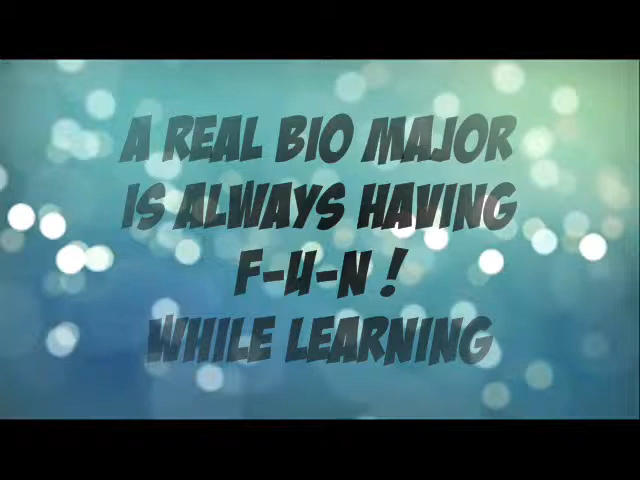 A REAL BIO MAJOR
IS ALWAYS HAVING
F-U-N!
WHILE LEARNING